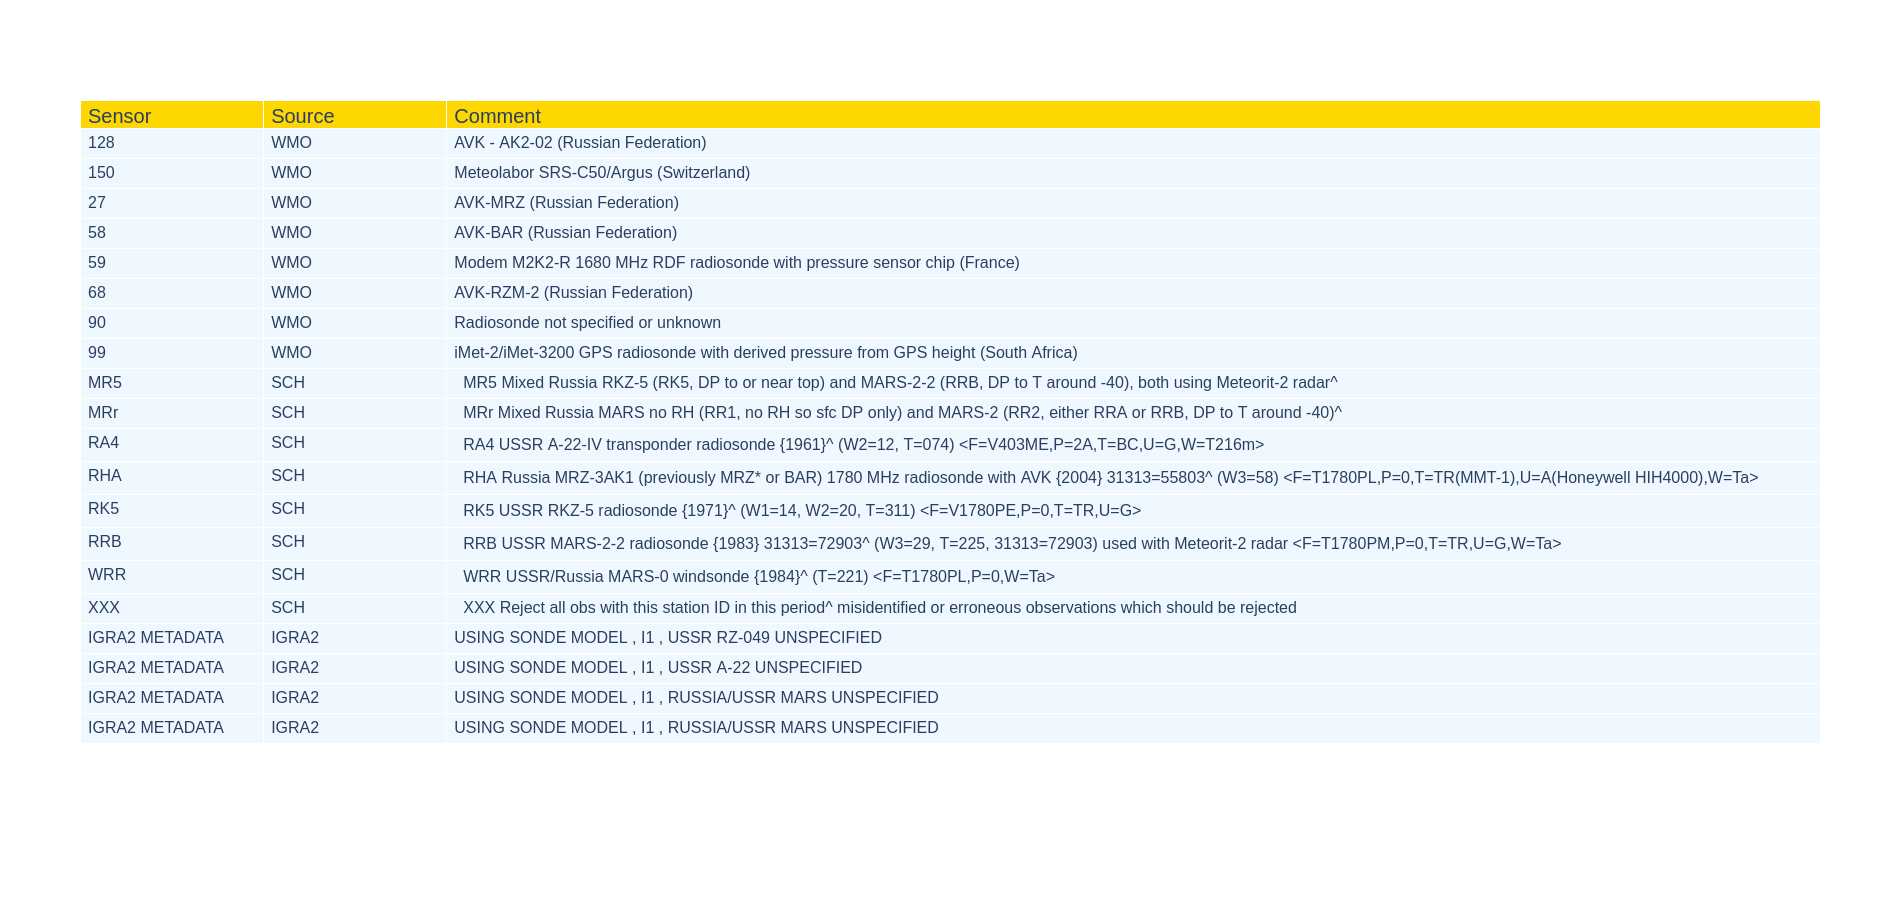 Sensor Source Comment
128 WMO AVK - AK2-02 (Russian Federation)
150 WMO Meteolabor SRS-C50/Argus (Switzerland)
27 WMO AVK-MRZ (Russian Federation)
58 WMO AVK-BAR (Russian Federation)
59 WMO Modem M2K2-R 1680 MHz RDF radiosonde with pressure sensor chip (France)
68 WMO AVK-RZM-2 (Russian Federation)
90 WMO Radiosonde not specified or unknown
99 WMO iMet-2/iMet-3200 GPS radiosonde with derived pressure from GPS height (South Africa)
MR5 SCH MR5 Mixed Russia RKZ-5 (RK5, DP to or near top) and MARS-2-2 (RRB, DP to T around -40), both using Meteorit-2 radar^
MRr SCH MRr Mixed Russia MARS no RH (RR1, no RH so sfc DP only) and MARS-2 (RR2, either RRA or RRB, DP to T around -40)^
RA4 SCH RA4 USSR A-22-IV transponder radiosonde {1961}^ (W2=12, T=074) <F=V403ME,P=2A,T=BC,U=G,W=T216m>
RHA SCH RHA Russia MRZ-3AK1 (previously MRZ* or BAR) 1780 MHz radiosonde with AVK {2004} 31313=55803^ (W3=58) <F=T1780PL,P=0,T=TR(MMT-1),U=A(Honeywell HIH4000),W=Ta>
RK5 SCH RK5 USSR RKZ-5 radiosonde {1971}^ (W1=14, W2=20, T=311) <F=V1780PE,P=0,T=TR,U=G>
RRB SCH RRB USSR MARS-2-2 radiosonde {1983} 31313=72903^ (W3=29, T=225, 31313=72903) used with Meteorit-2 radar <F=T1780PM,P=0,T=TR,U=G,W=Ta>
WRR SCH WRR USSR/Russia MARS-0 windsonde {1984}^ (T=221) <F=T1780PL,P=0,W=Ta>
XXX SCH XXX Reject all obs with this station ID in this period^ misidentified or erroneous observations which should be rejected
IGRA2 METADATA IGRA2 USING SONDE MODEL , I1 , USSR RZ-049 UNSPECIFIED
IGRA2 METADATA IGRA2 USING SONDE MODEL , I1 , USSR A-22 UNSPECIFIED
IGRA2 METADATA IGRA2 USING SONDE MODEL , I1 , RUSSIA/USSR MARS UNSPECIFIED
IGRA2 METADATA IGRA2 USING SONDE MODEL , I1 , RUSSIA/USSR MARS UNSPECIFIED